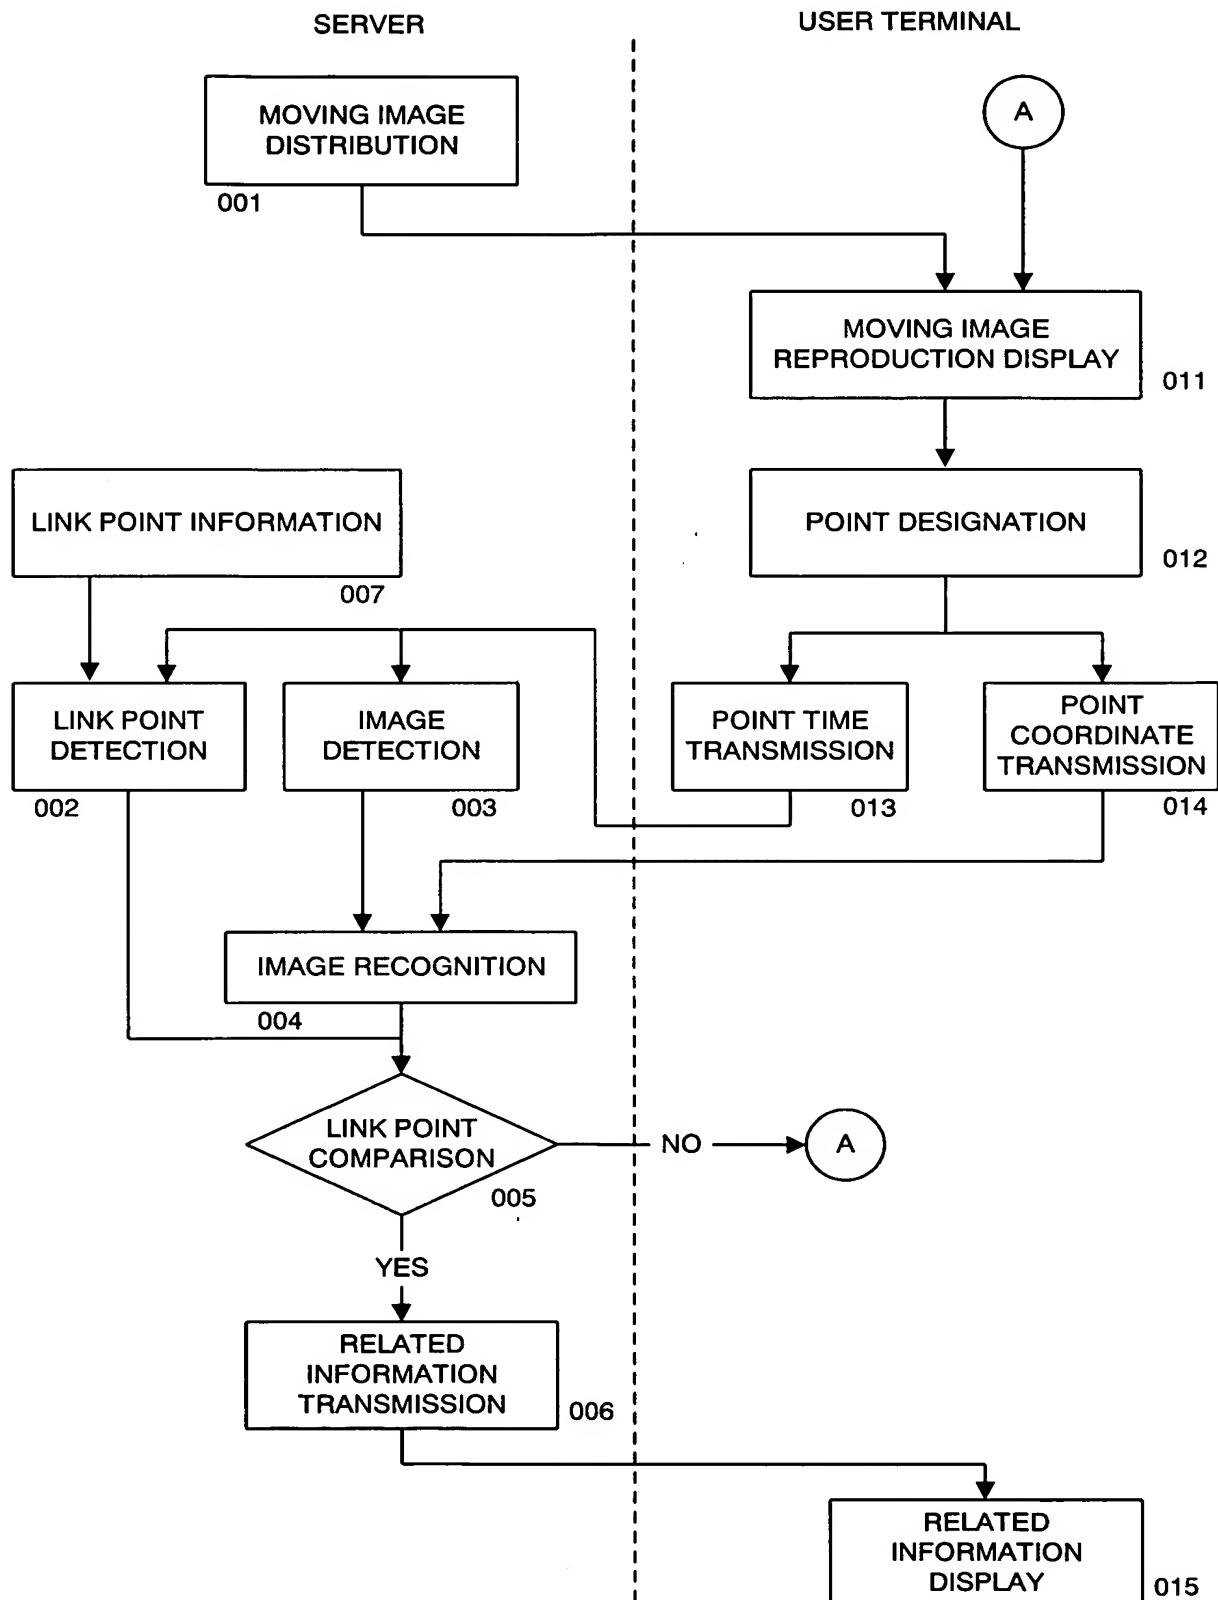 SERVER
USER TERMINAL
MOVING IMAGE
DISTRIBUTION
001
A
MOVING IMAGE
REPRODUCTION DISPLAY
011
LINK POINT INFORMATION
007
POINT DESIGNATION
012
LINK POINT
DETECTION
002
IMAGE
DETECTION
003
POINT TIME
TRANSMISSION
013
POINT
COORDINATE
TRANSMISSION
014
IMAGE RECOGNITION
004
LINK POINT
COMPARISON
005
NO
A
YES
RELATED
INFORMATION
TRANSMISSION
006
RELATED
INFORMATION
DISPLAY
015